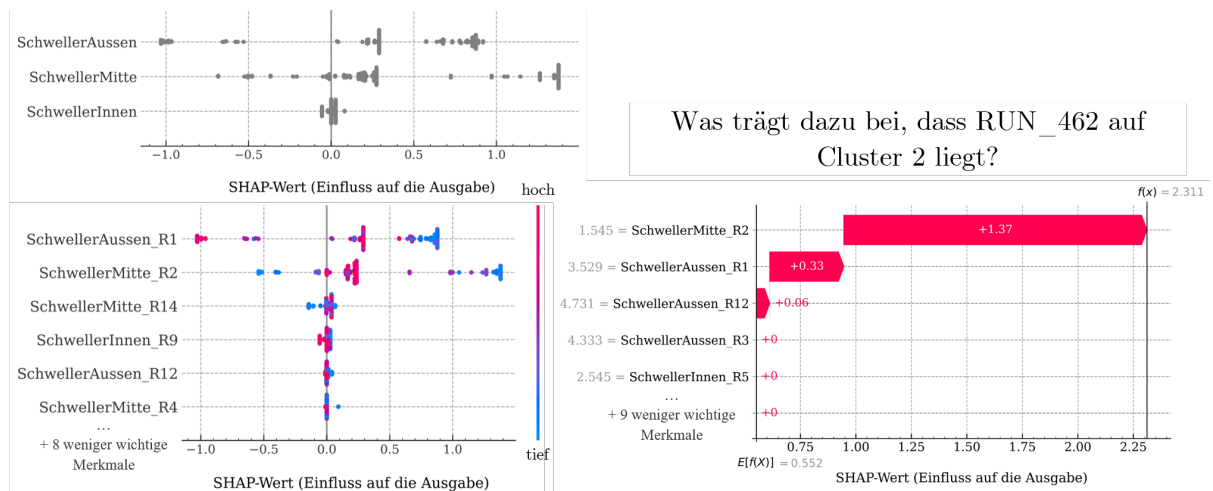 SchwellerAussen
SchwellerMitte
SchwellerInnen
−1.0 −0.5 0.0 0.5 1.0
SHAP-Wert (Einfluss auf die Ausgabe)
hoch
SchwellerAussen_R1
SchwellerMitte_R2
SchwellerMitte_R14
SchwellerInnen_R9
SchwellerAussen_R12
SchwellerMitte_R4
...
+ 8 weniger wichtige
Merkmale
−1.0 −0.5 0.0 0.5 1.0
tief
SHAP-Wert (Einfluss auf die Ausgabe)
Was trägt dazu bei, dass RUN_462 auf
Cluster 2 liegt?
f(x) = 2.311
1.545 = SchwellerMitte_R2
+1.37
3.529 = SchwellerAussen_R1
+0.33
4.731 = SchwellerAussen_R12
+0.06
4.333 = SchwellerAussen_R3
+0
2.545 = SchwellerInnen_R5
+0
...
+ 9 weniger wichtige
Merkmale
+0
0.75 1.00 1.25 1.50 1.75 2.00 2.25
E[f(X)] = 0.552
SHAP-Wert (Einfluss auf die Ausgabe)